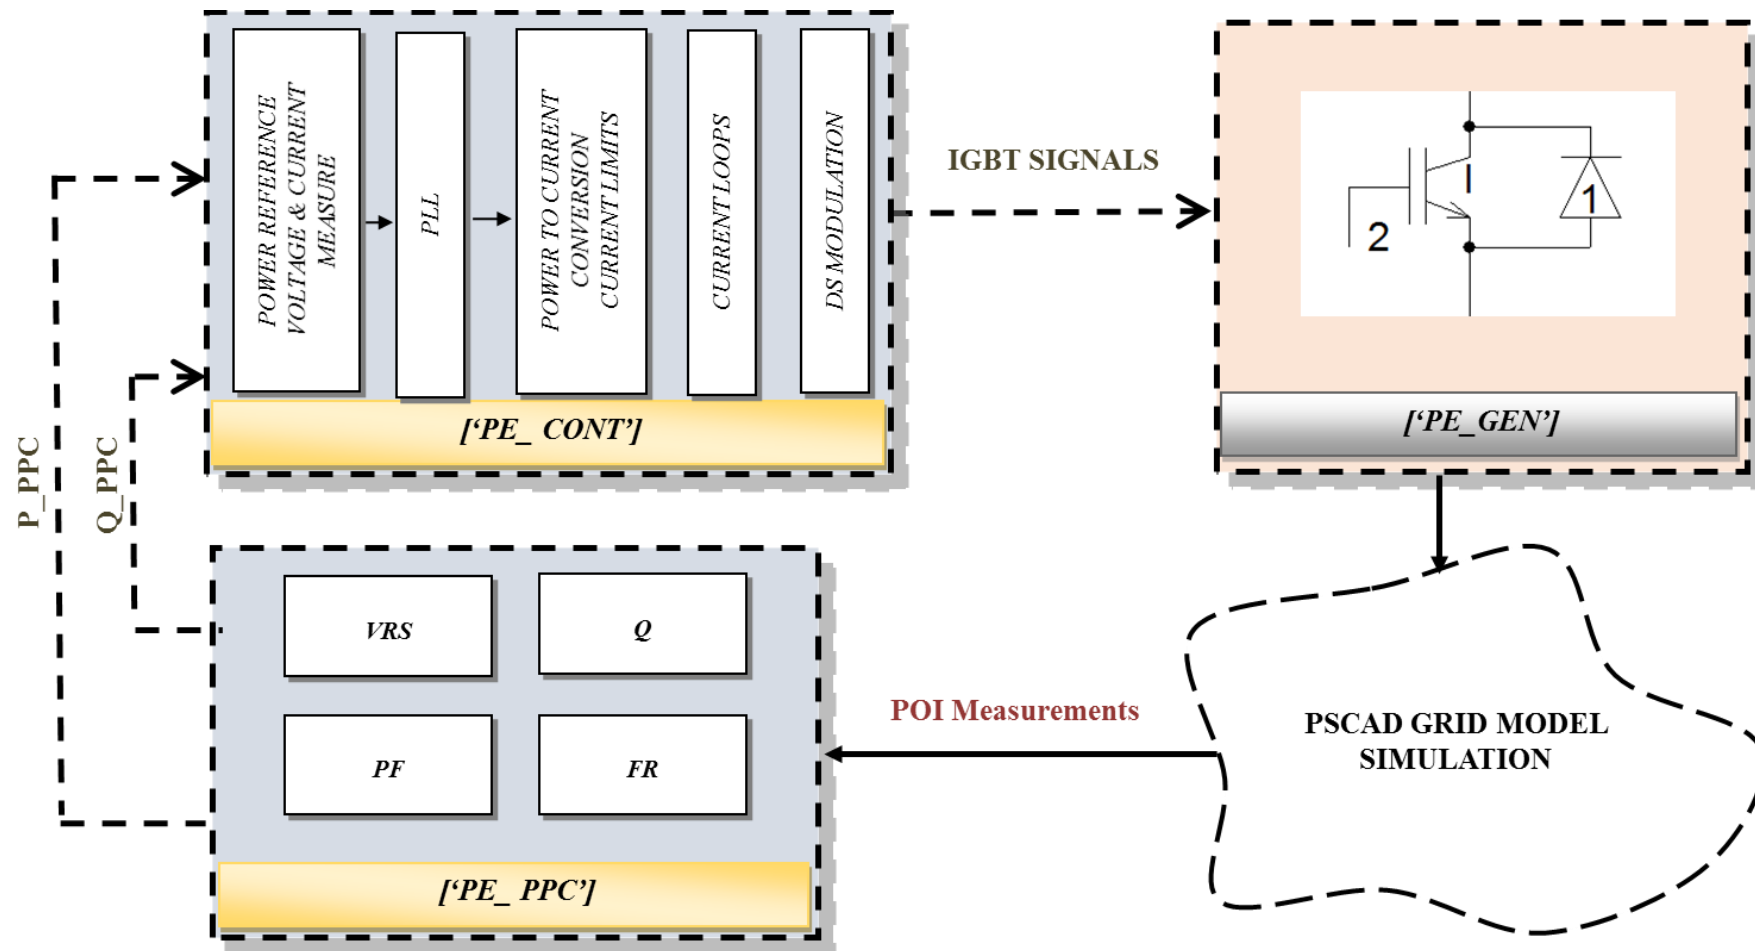 POWER REFERENCE
VOLTAGE & CURRENT
MEASURE
PLL
POWER TO CURRENT
CONVERSION
CURRENT LIMITS
CURRENT LOOPS
DS MODULATION
[‘PE_ CONT’]
IGBT SIGNALS
I
1
2
[‘PE_GEN’]
P_PPC
Q_PPC
VRS
Q
PF
FR
[‘PE_ PPC’]
POI Measurements
PSCAD GRID MODEL
SIMULATION